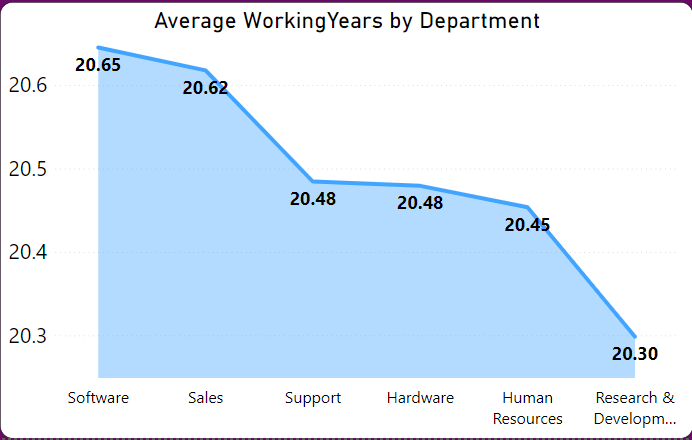 Average WorkingYears by Department
20.6
20.5
20.4
20.3
20.65
20.62
20.48
20.48
20.45
20.30
Software
Sales
Support
Hardware
Human
Resources
Research &
Developm...